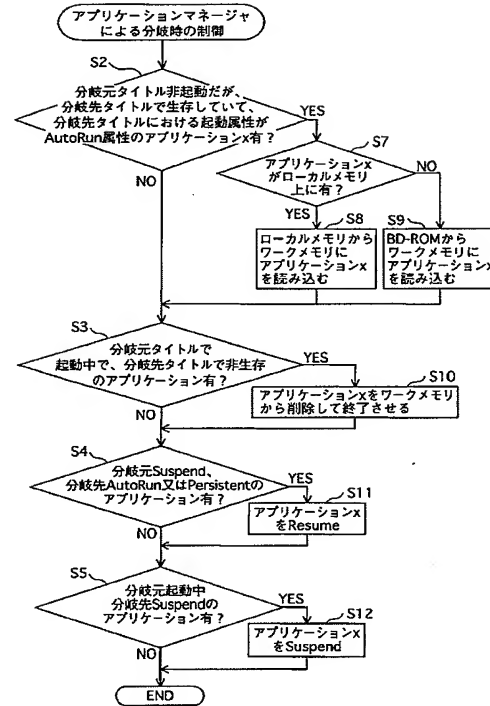 アプリケーションマネージャ
による分岐時の制御
S2
分岐元タイトル非起動だが、
分岐先タイトルで生存していて、
分岐先タイトルにおける起動属性が
AutoRun属性のアプリケーションx有？
YES
NO
S7
アプリケーションx
がローカルメモリ
上に有？
NO
YES
S8
ローカルメモリから
ワークメモリに
アプリケーションx
を読み込む
S9
BD-ROMから
ワークメモリに
アプリケーションx
を読み込む
S3
分岐元タイトルで
起動中で、分岐先タイトルで非生存
のアプリケーション有？
YES
NO
S10
アプリケーションxをワークメモリ
から削除して終了させる
S4
分岐元Suspend、
分岐先AutoRun又はPersistentの
アプリケーション有？
YES
NO
S11
アプリケーションx
をResume
S5
分岐元起動中
分岐先Suspendの
アプリケーション有？
YES
NO
S12
アプリケーションx
をSuspend
END